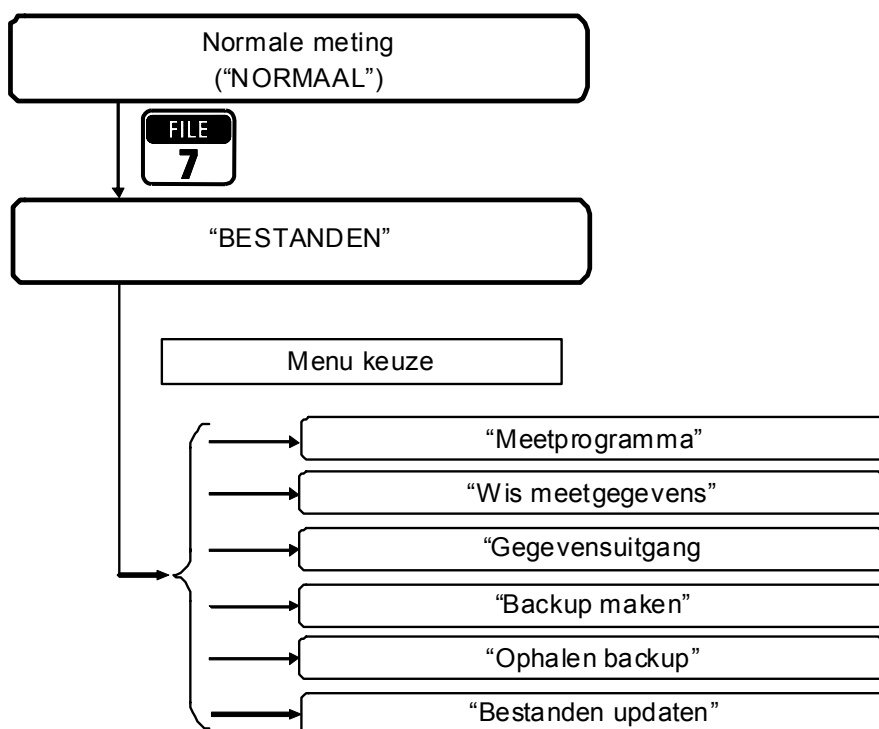 Normale meting
(“NORMAAL”)
FILE
7
“BESTANDEN”
Menu keuze
“Meetprogramma”
“Wis meetgegevens”
“Gegevensuitgang
“Backup maken”
“Ophalen backup”
“Bestanden updaten”